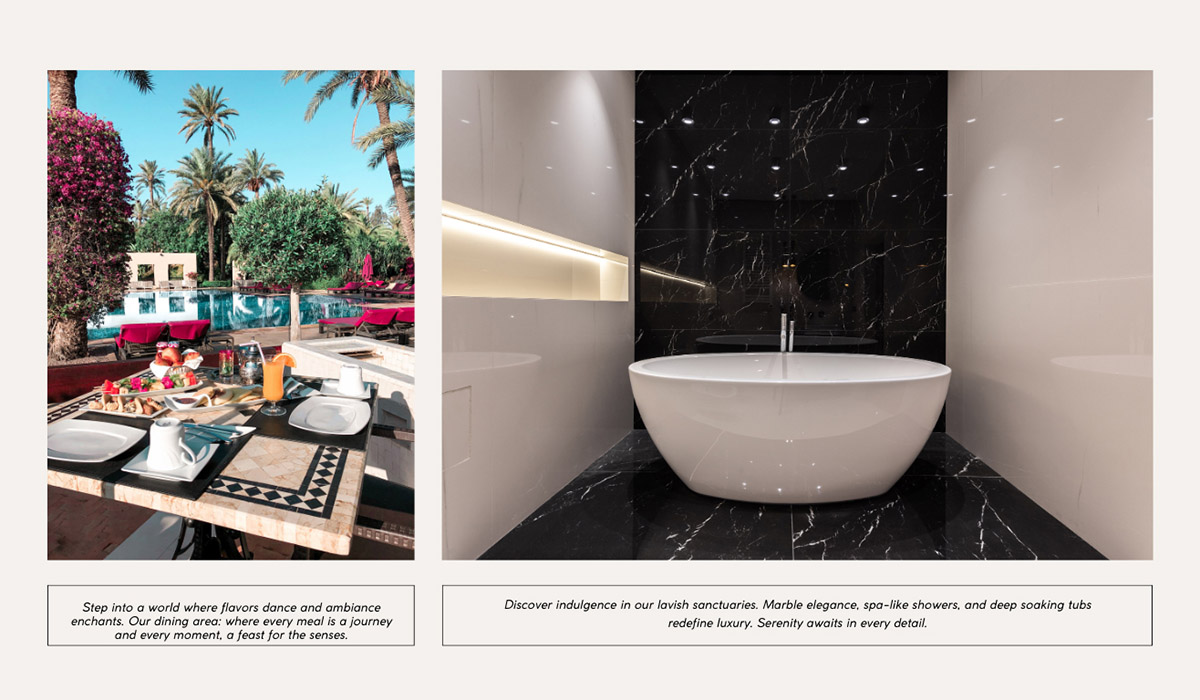 Step into a world where flavors dance and ambiance
enchants. Our dining area: where every meal is a journey
and every moment, a feast for the senses.
Discover indulgence in our lavish sanctuaries. Marble elegance, spa-like showers, and deep soaking tubs
redefine luxury. Serenity awaits in every detail.